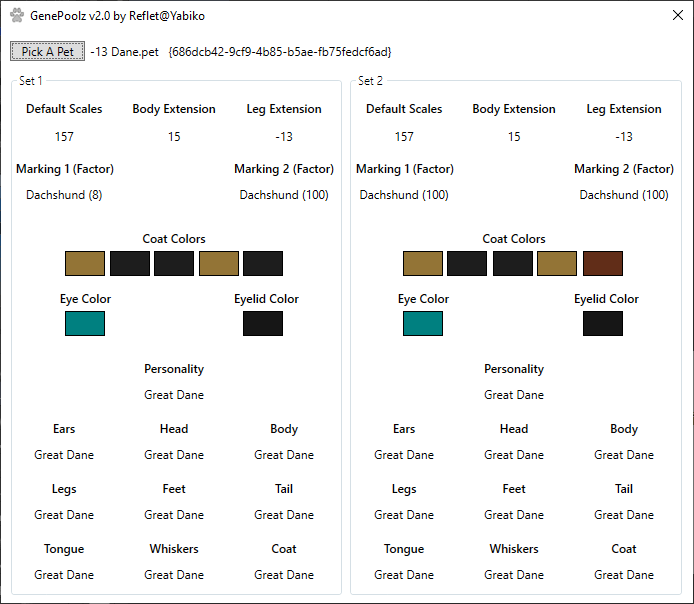 GenePoolz v2.0 by Reflet@Yabiko
Pick A Pet -13 Dane.pet {686dcb42-9cf9-4b85-b5ae-fb75fedcf6ad}
Set 1
Default Scales Body Extension Leg Extension
157 15 -13
Marking 1 (Factor) Marking 2 (Factor)
Dachshund (8) Dachshund (100)
Coat Colors
Eye Color Eyelid Color
Personality
Great Dane
Ears Head Body
Great Dane Great Dane Great Dane
Legs Feet Tail
Great Dane Great Dane Great Dane
Tongue Whiskers Coat
Great Dane Great Dane Great Dane
Set 2
Default Scales Body Extension Leg Extension
157 15 -13
Marking 1 (Factor) Marking 2 (Factor)
Dachshund (100) Dachshund (100)
Coat Colors
Eye Color Eyelid Color
Personality
Great Dane
Ears Head Body
Great Dane Great Dane Great Dane
Legs Feet Tail
Great Dane Great Dane Great Dane
Tongue Whiskers Coat
Great Dane Great Dane Great Dane